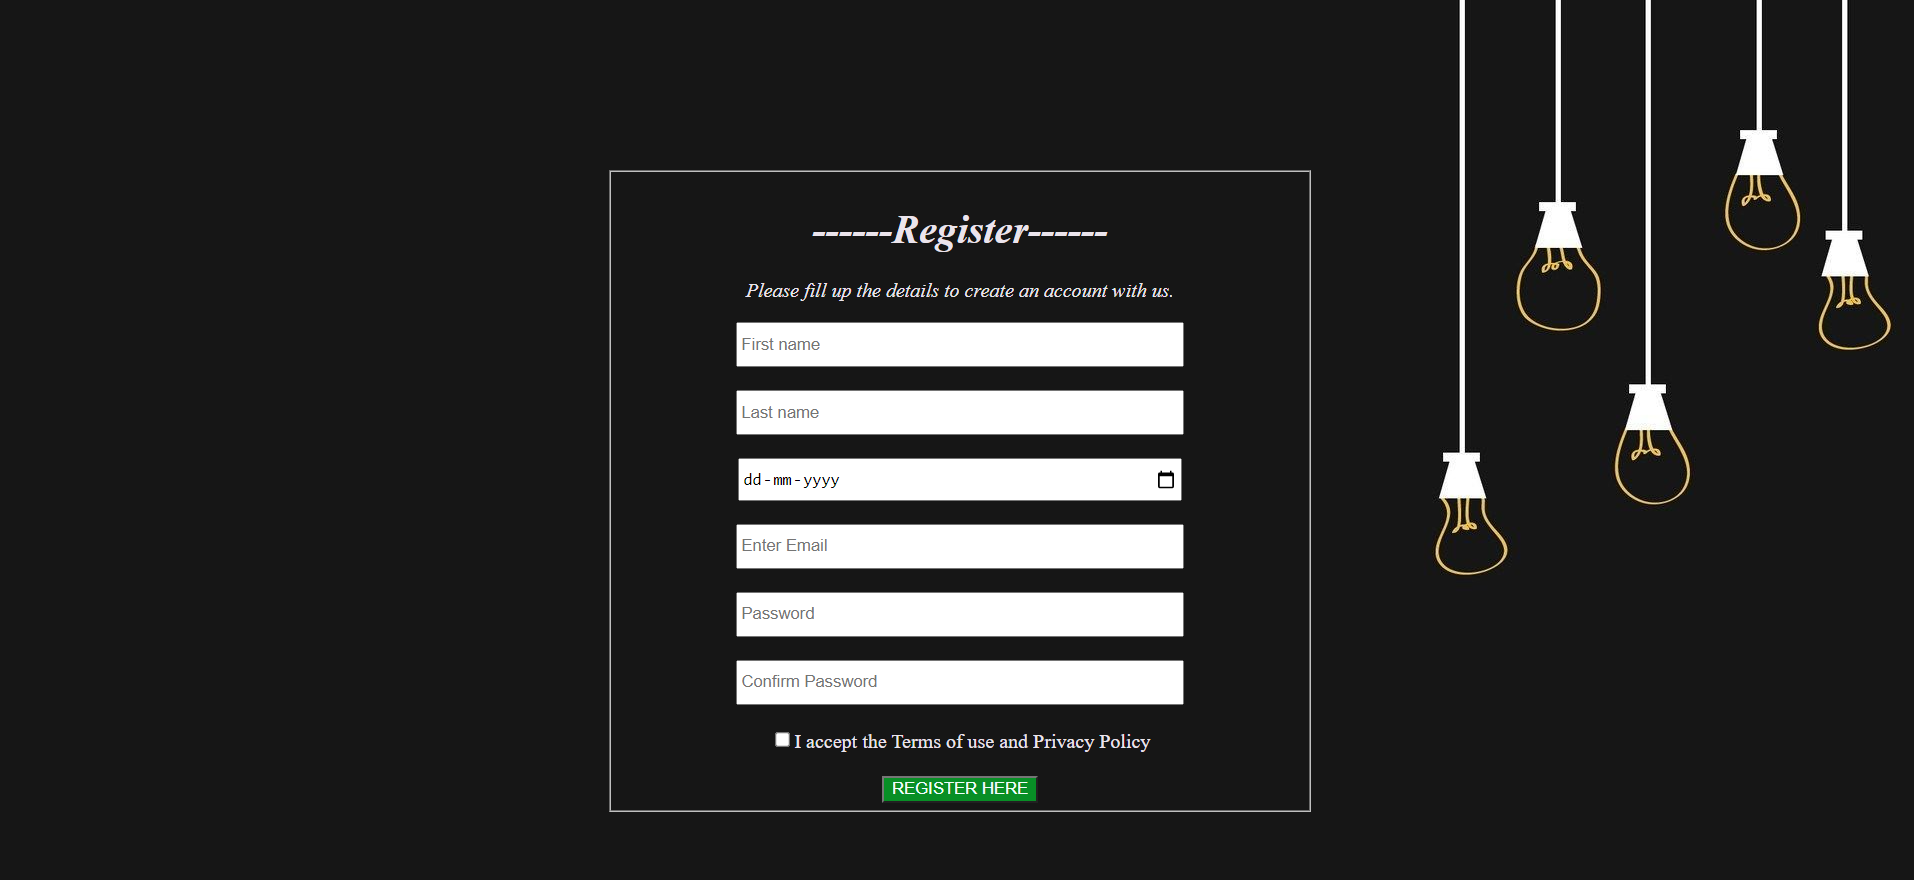 ------Register------
Please fill up the details to create an account with us.
First name
Last name
dd-mm-yyyy
Enter Email
Password
Confirm Password
I accept the Terms of use and Privacy Policy
REGISTER HERE